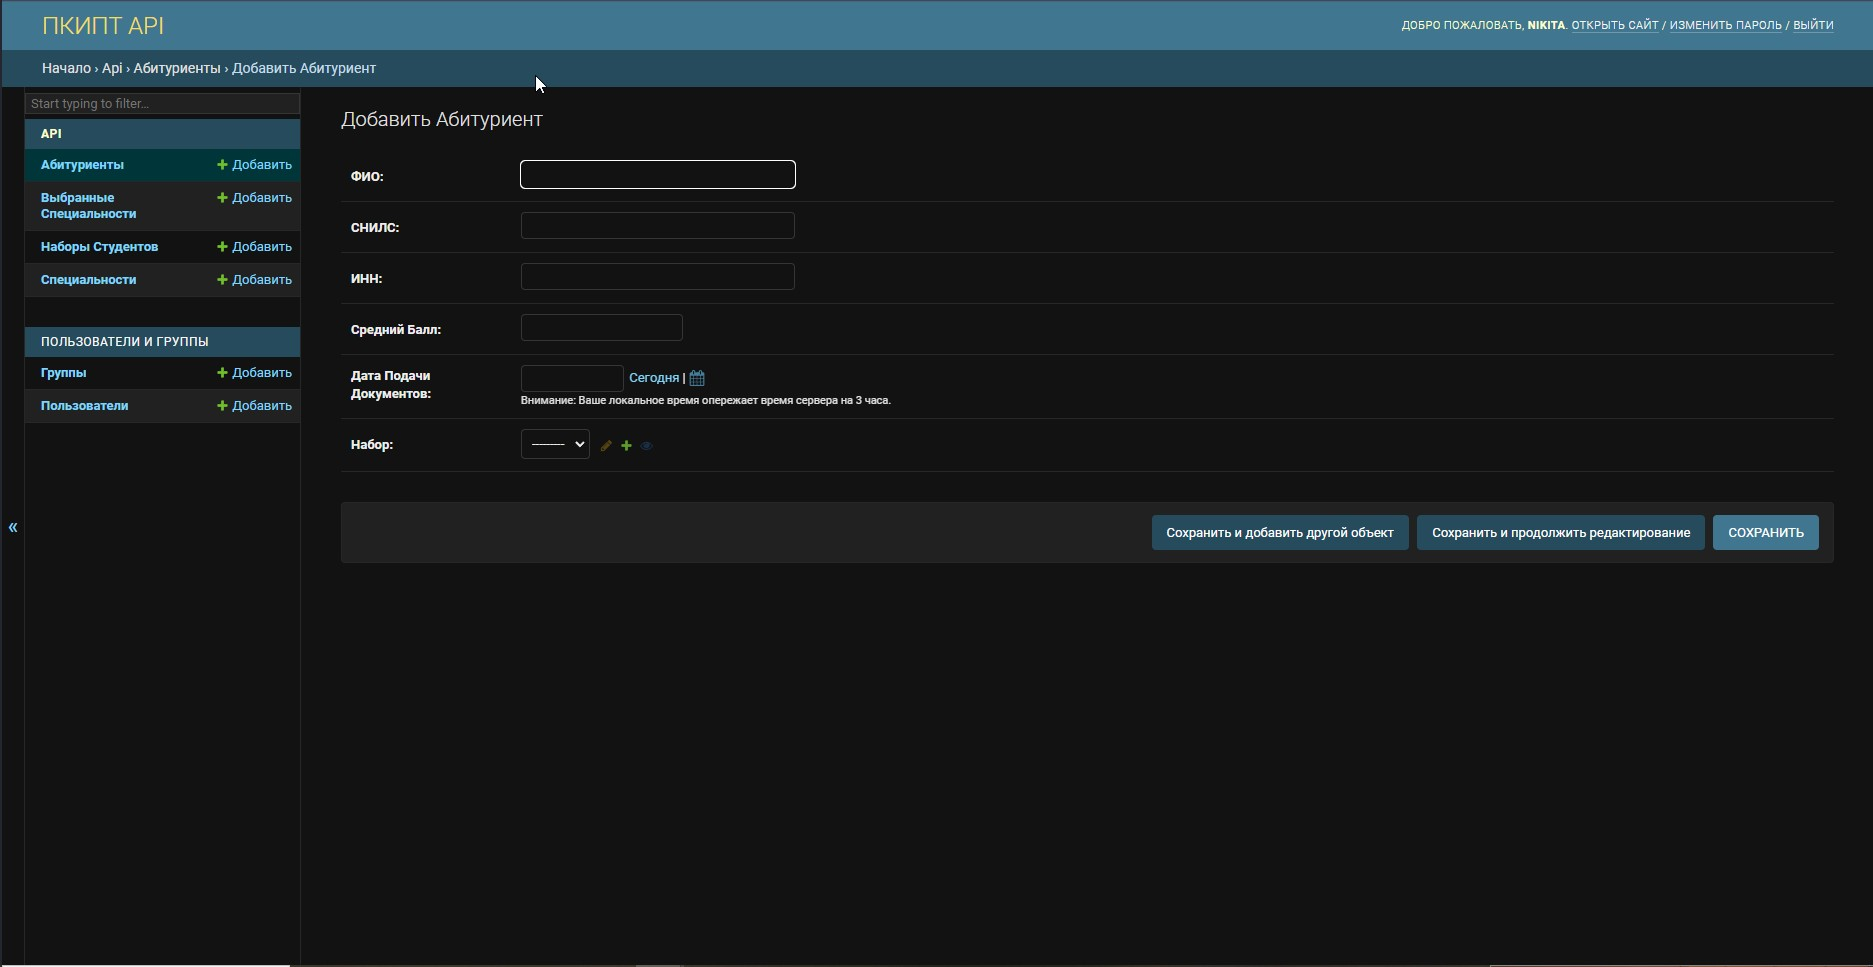 ПКИПТ API
ДОБРО ПОЖАЛОВАТЬ, NIKITA. ОТКРЫТЬ САЙТ / ИЗМЕНИТЬ ПАРОЛЬ / ВЫЙТИ
Начало › Api › Абитуриенты › Добавить Абитуриент
Start typing to filter...
API
Абитуриенты + Добавить
Выбранные Специальности + Добавить
Наборы Студентов + Добавить
Специальности + Добавить
ПОЛЬЗОВАТЕЛИ И ГРУППЫ
Группы + Добавить
Пользователи + Добавить
«
Добавить Абитуриент
ФИО:
СНИЛС:
ИНН:
Средний Балл:
Дата Подачи Документов:
Сегодня |
Внимание: Ваше локальное время опережает время сервера на 3 часа.
Набор:
---------
Сохранить и добавить другой объект
Сохранить и продолжить редактирование
СОХРАНИТЬ